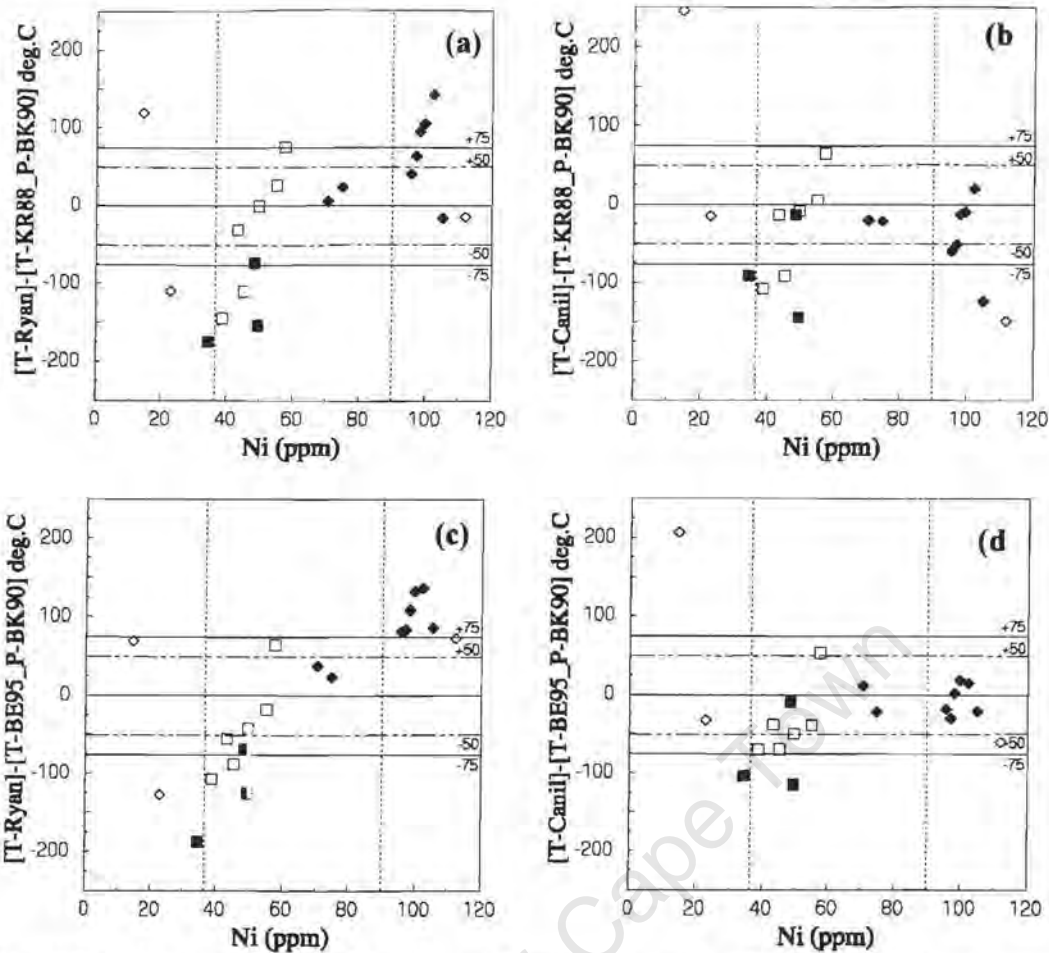 [T-Ryan]-[T-KR88_P-BK90] deg.C
(a)
200
100
0
-100
-200
+75
+50
-50
-75
0 20 40 60 80 100 120
Ni (ppm)
[T-Canil]-[T-KR88_P-BK90] deg.C
(b)
200
100
0
-100
-200
+75
+50
-50
-75
0 20 40 60 80 100 120
Ni (ppm)
[T-Ryan]-[T-BE95_P-BK90] deg.C
(c)
200
100
0
-100
-200
+75
+50
-50
-75
0 20 40 60 80 100 120
Ni (ppm)
[T-Canil]-[T-BE95_P-BK90] deg.C
(d)
200
100
0
-100
-200
+75
+50
-50
-75
0 20 40 60 80 100 120
Ni (ppm)
Cape Town